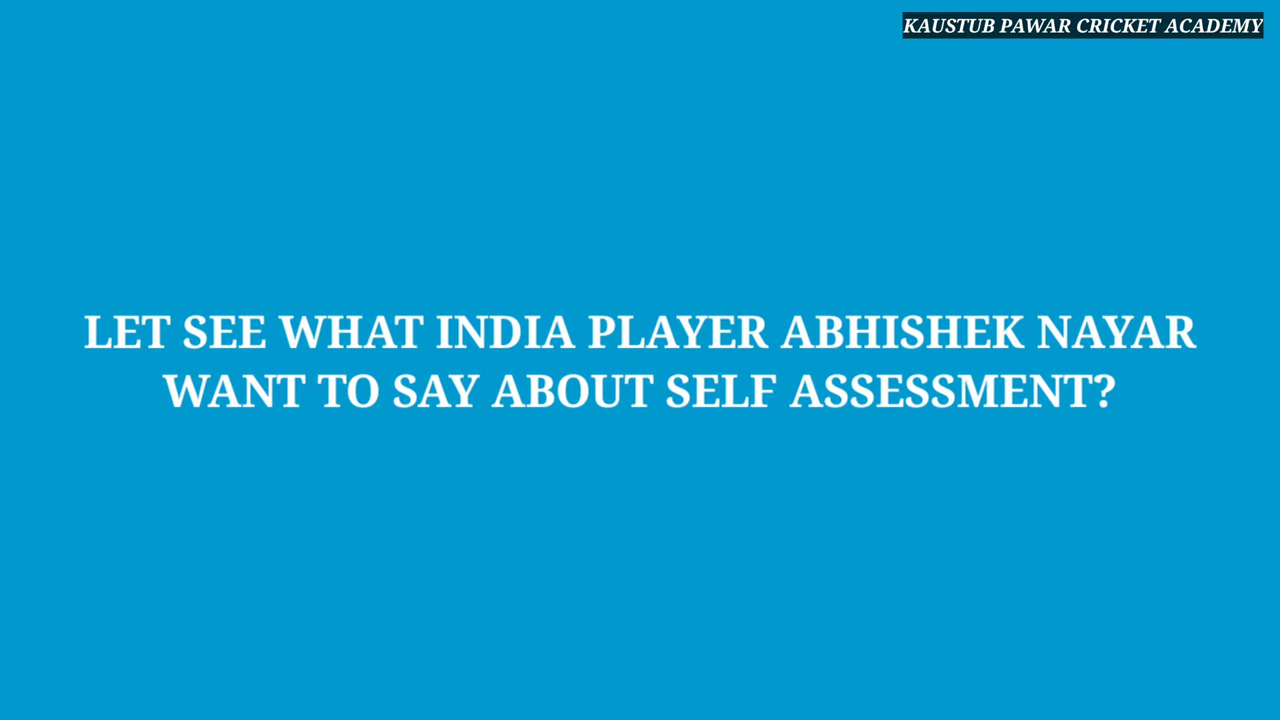 KAUSTUB PAWAR CRICKET ACADEMY
LET SEE WHAT INDIA PLAYER ABHISHEK NAYAR
WANT TO SAY ABOUT SELF ASSESSMENT?